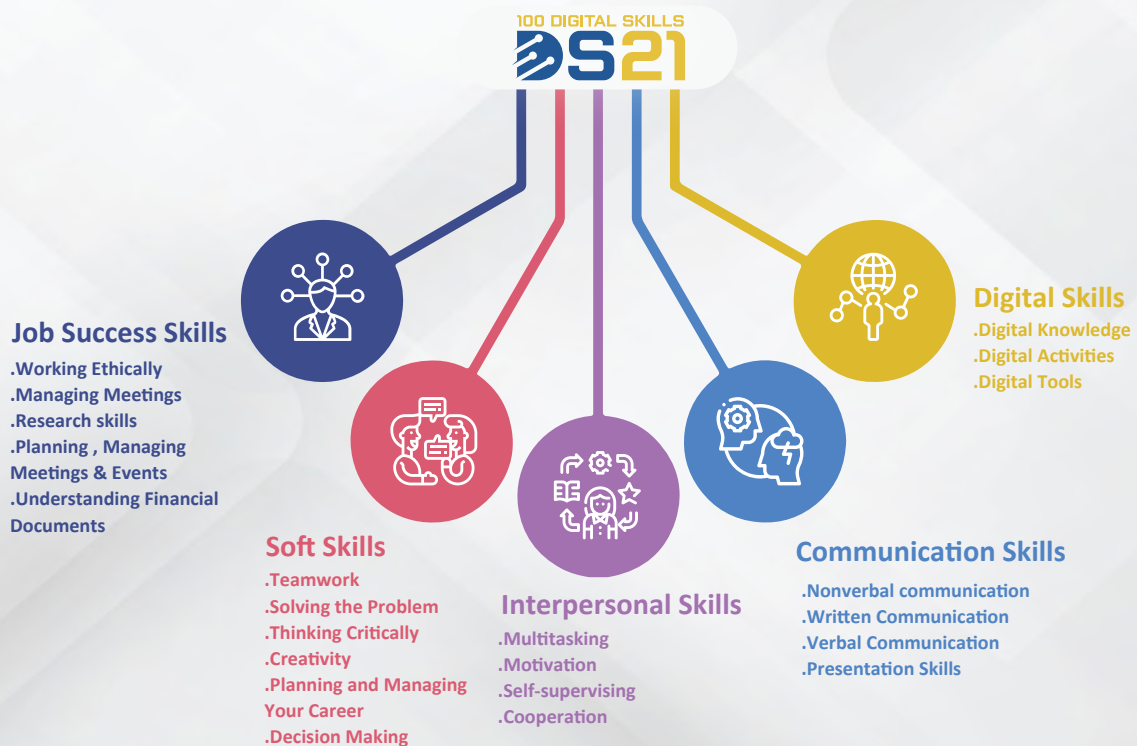 100 DIGITAL SKILLS
DS21
Job Success Skills
.Working Ethically
.Managing Meetings
.Research skills
.Planning , Managing
Meetings & Events
.Understanding Financial
Documents
Soft Skills
.Teamwork
.Solving the Problem
.Thinking Critically
.Creativity
.Planning and Managing
Your Career
.Decision Making
Interpersonal Skills
.Multitasking
.Motivation
.Self-supervising
.Cooperation
Communication Skills
.Nonverbal communication
.Written Communication
.Verbal Communication
.Presentation Skills
Digital Skills
.Digital Knowledge
.Digital Activities
.Digital Tools